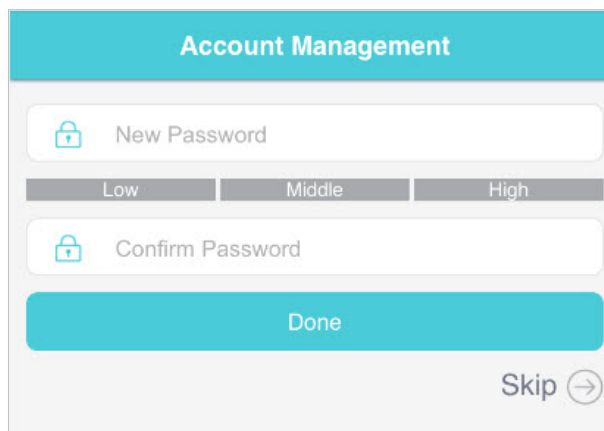 Account Management
New Password
Low Middle High
Confirm Password
Done
Skip